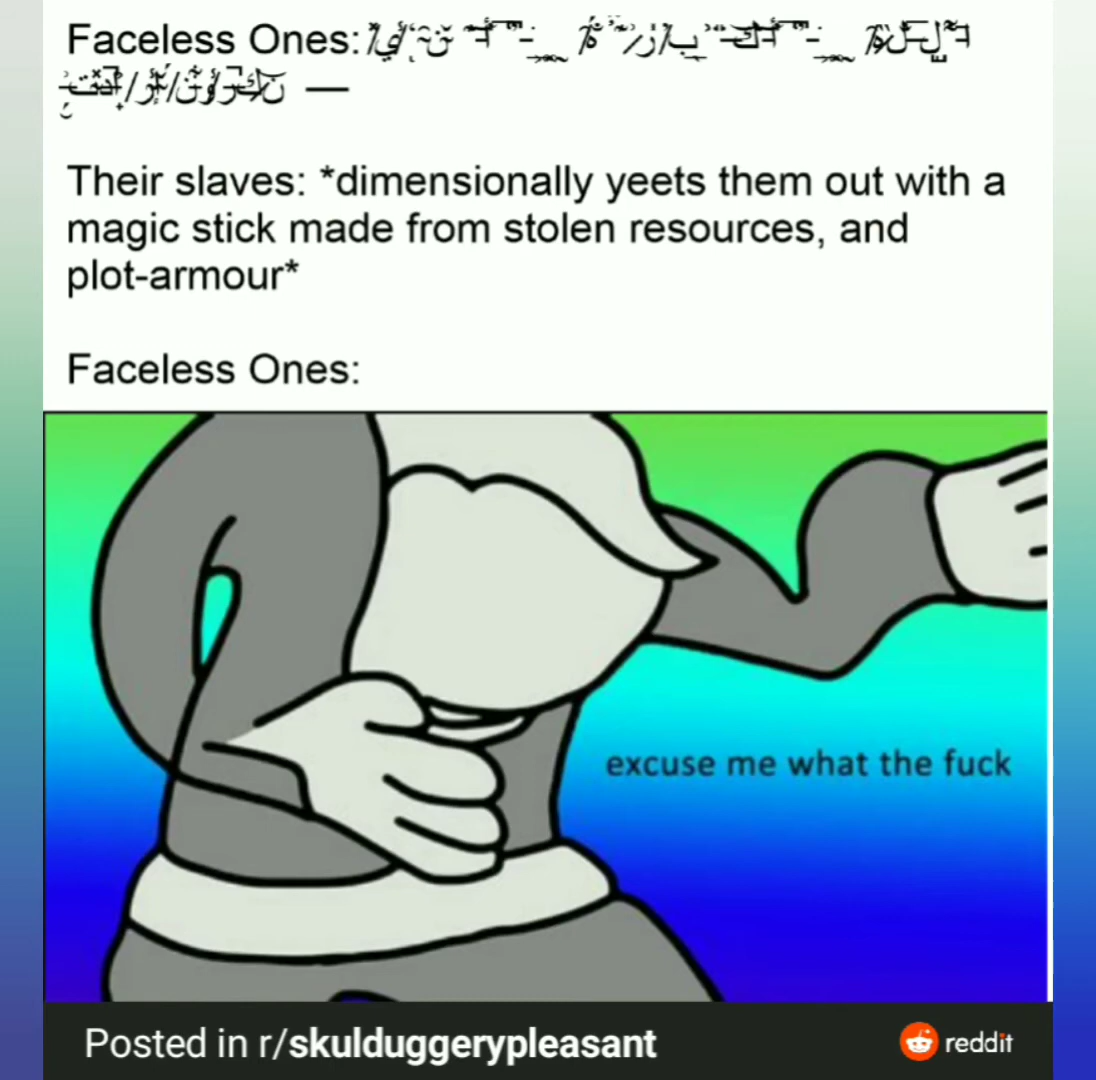 Faceless Ones:
—
Their slaves: *dimensionally yeets them out with a
magic stick made from stolen resources, and
plot-armour*
Faceless Ones:
excuse me what the fuck
Posted in r/skulduggerypleasant
reddit